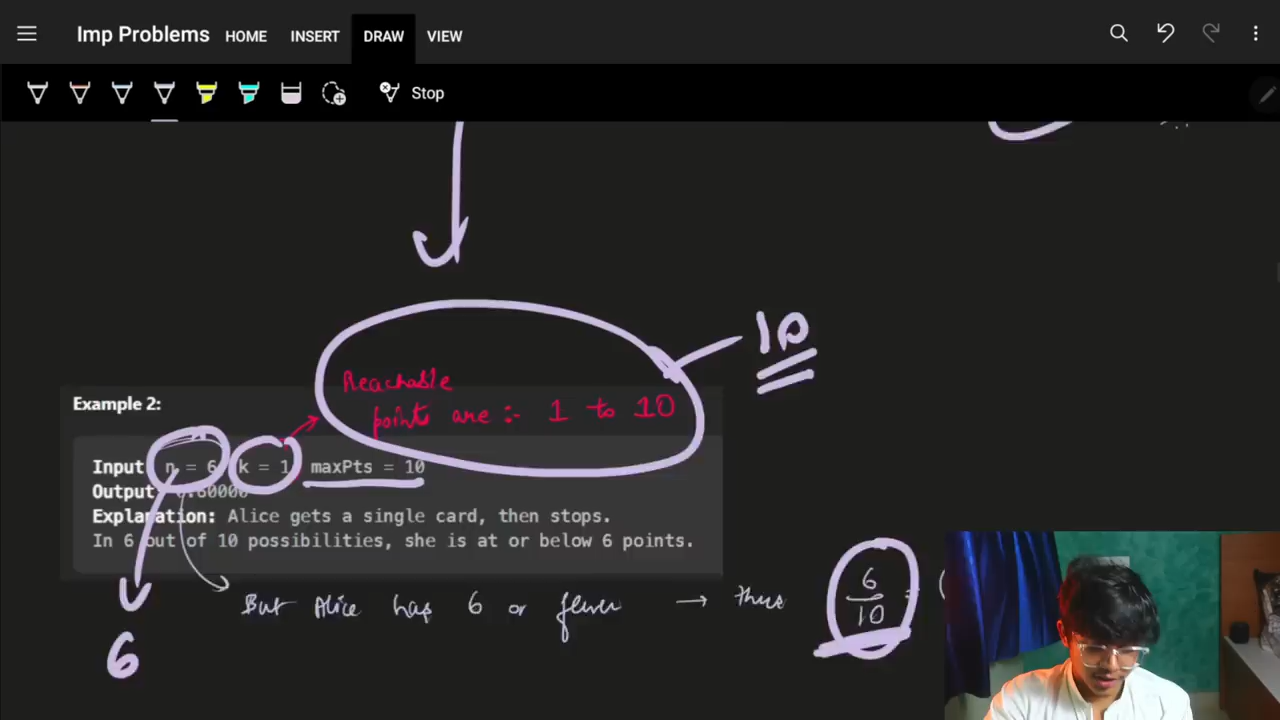 Imp Problems HOME INSERT DRAW VIEW
Stop
10
Reachable
points are :- 1 to 10
Example 2:
Input n = 6 k = 1 maxPts = 10
Output 0.60000
Explanation: Alice gets a single card, then stops.
In 6 out of 10 possibilities, she is at or below 6 points.
But Alice has 6 or fewer → thus 6/10 =
6